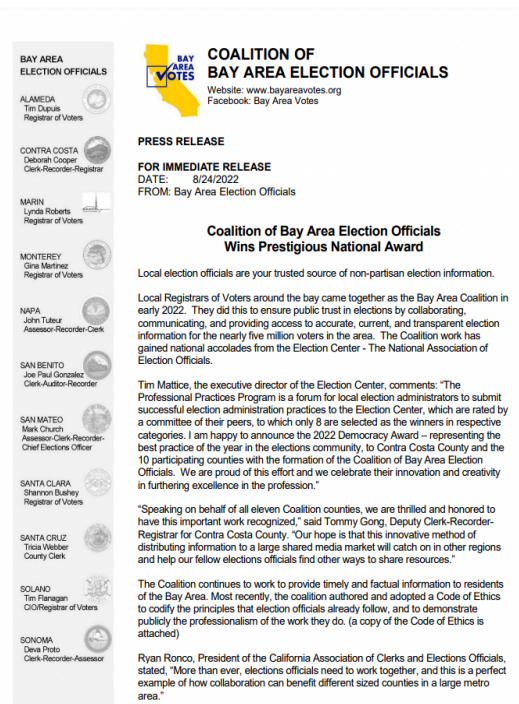 BAY AREA
ELECTION OFFICIALS
ALAMEDA
Tim Dupuis
Registrar of Voters
CONTRA COSTA
Deborah Cooper
Clerk-Recorder-Registrar
MARIN
Lynda Roberts
Registrar of Voters
MONTEREY
Gina Martinez
Registrar of Voters
NAPA
John Tuteur
Assessor-Recorder-Clerk
SAN BENITO
Joe Paul Gonzalez
Clerk-Auditor-Recorder
SAN MATEO
Mark Church
Assessor-Clerk-Recorder-
Chief Elections Officer
SANTA CLARA
Shannon Bushey
Registrar of Voters
SANTA CRUZ
Tricia Webber
County Clerk
SOLANO
Tim Flanagan
CIO/Registrar of Voters
SONOMA
Deva Proto
Clerk-Recorder-Assessor
BAY
AREA
VOTES
COALITION OF
BAY AREA ELECTION OFFICIALS
Website: www.bayareavotes.org
Facebook: Bay Area Votes
PRESS RELEASE
FOR IMMEDIATE RELEASE
DATE: 8/24/2022
FROM: Bay Area Election Officials
Coalition of Bay Area Election Officials
Wins Prestigious National Award
Local election officials are your trusted source of non-partisan election information.
Local Registrars of Voters around the bay came together as the Bay Area Coalition in
early 2022. They did this to ensure public trust in elections by collaborating,
communicating, and providing access to accurate, current, and transparent election
information for the nearly five million voters in the area. The Coalition work has
gained national accolades from the Election Center - The National Association of
Election Officials.
Tim Mattice, the executive director of the Election Center, comments: “The
Professional Practices Program is a forum for local election administrators to submit
successful election administration practices to the Election Center, which are rated by
a committee of their peers, to which only 8 are selected as the winners in respective
categories. I am happy to announce the 2022 Democracy Award – representing the
best practice of the year in the elections community, to Contra Costa County and the
10 participating counties with the formation of the Coalition of Bay Area Election
Officials. We are proud of this effort and we celebrate their innovation and creativity
in furthering excellence in the profession.”
“Speaking on behalf of all eleven Coalition counties, we are thrilled and honored to
have this important work recognized,” said Tommy Gong, Deputy Clerk-Recorder-
Registrar for Contra Costa County. “Our hope is that this innovative method of
distributing information to a large shared media market will catch on in other regions
and help our fellow elections officials find other ways to share resources.”
The Coalition continues to work to provide timely and factual information to residents
of the Bay Area. Most recently, the coalition authored and adopted a Code of Ethics
to codify the principles that election officials already follow, and to demonstrate
publicly the professionalism of the work they do. (a copy of the Code of Ethics is
attached)
Ryan Ronco, President of the California Association of Clerks and Elections Officials,
stated, “More than ever, elections officials need to work together, and this is a perfect
example of how collaboration can benefit different sized counties in a large metro
area.”